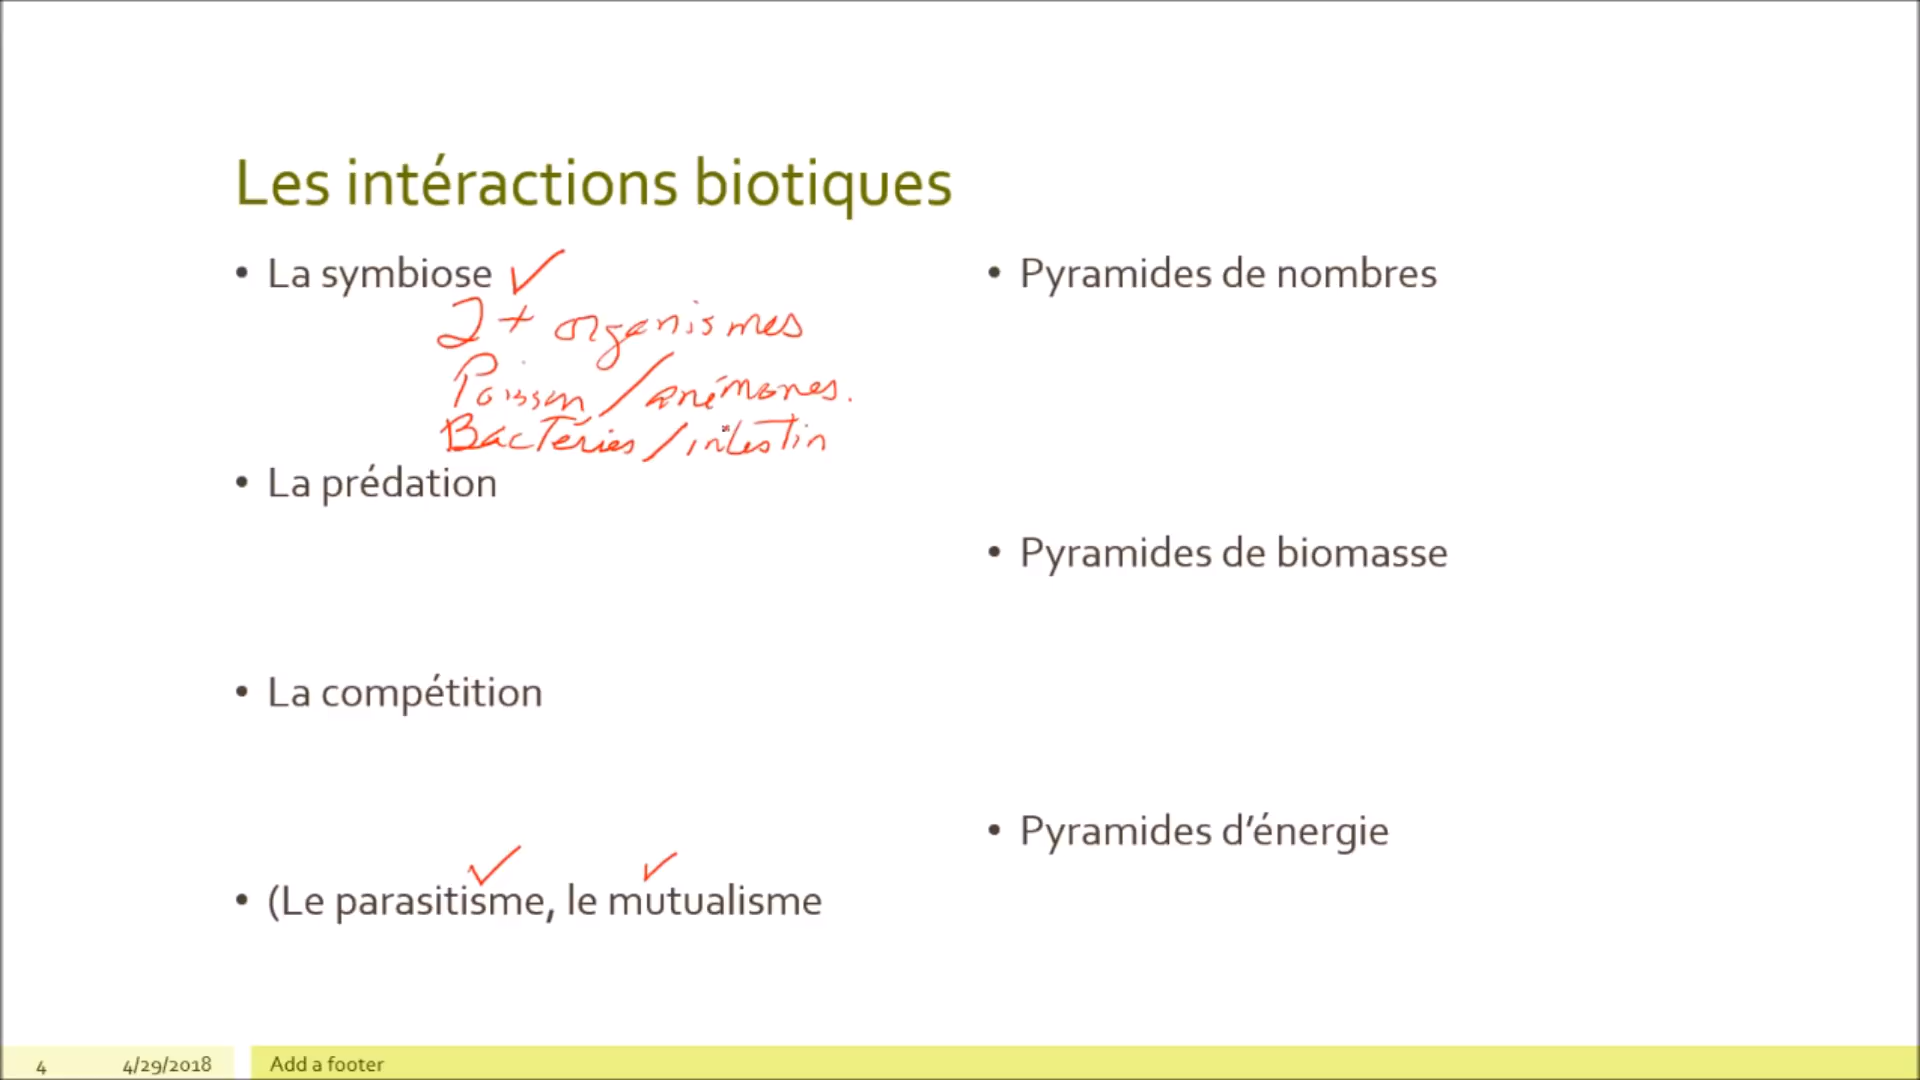 Les intéractions biotiques
• La symbiose ✓
2+ organismes
Poisson / anémones.
Bactéries / intestin
• La prédation
• La compétition
• (Le parasitisme, le mutualisme
• Pyramides de nombres
• Pyramides de biomasse
• Pyramides d’énergie
4 4/29/2018 Add a footer